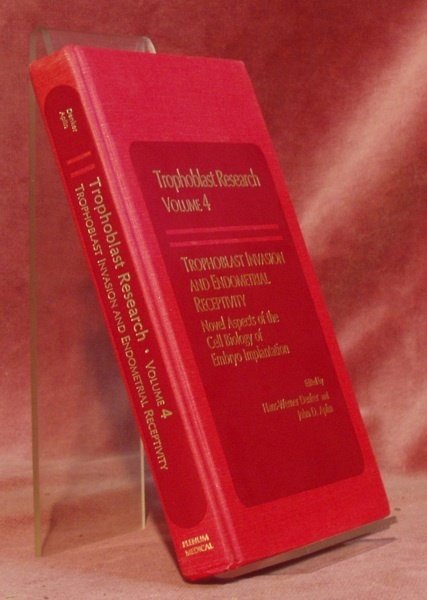 Denker
Aplin
Trophoblast Research • VOLUME 4
TROPHOBLAST INVASION AND ENDOMETRIAL RECEPTIVITY
PLENUM
MEDICAL
Trophoblast Research
VOLUME 4
TROPHOBLAST INVASION
AND ENDOMETRIAL
RECEPTIVITY
Novel Aspects of the
Cell Biology of
Embryo Implantation
Edited by
Hans-Werner Denker and
John D. Aplin